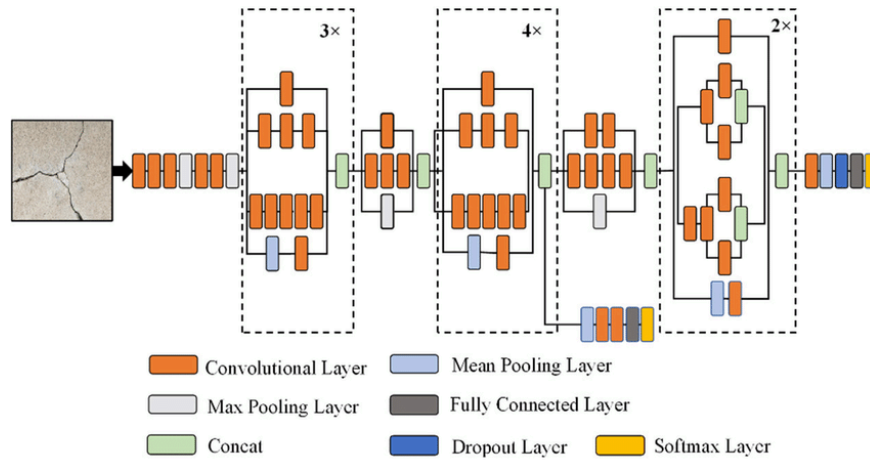 3×
4×
2×
Convolutional Layer
Mean Pooling Layer
Max Pooling Layer
Fully Connected Layer
Concat
Dropout Layer
Softmax Layer